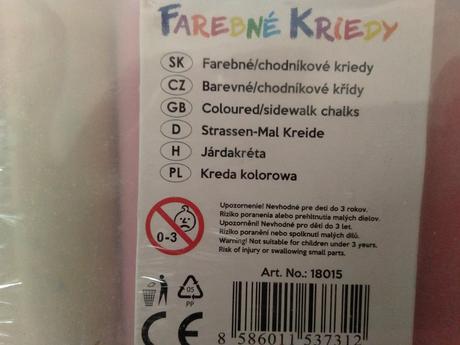 FAREBNÉ KRIEDY
SK Farebné/chodníkové kriedy
CZ Barevné/chodníkové křídy
GB Coloured/sidewalk chalks
D Strassen-Mal Kreide
H Járdakréta
PL Kreda kolorowa
0-3
Upozornenie! Nevhodné pre deti do 3 rokov.
Riziko poranenia alebo prehltnutia malých dielov.
Upozornění! Nevhodné pro děti do 3 let.
Riziko poranění nebo spolknutí malých dílů.
Warning! Not suitable for children under 3 years.
Risk of injury or swallowing small parts.
Art. No.: 18015
05
PP
CE
8 586011 537312